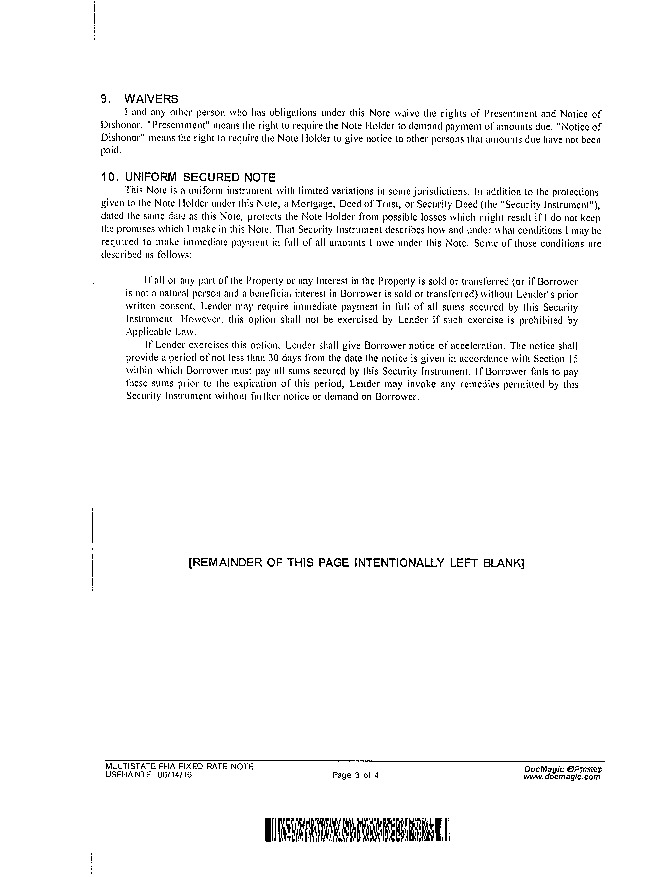 9. WAIVERS
I and any other person who has obligations under this Note waive the rights of Presentment and Notice of
Dishonor. "Presentment" means the right to require the Note Holder to demand payment of amounts due. "Notice of
Dishonor" means the right to require the Note Holder to give notice to other persons that amounts due have not been
paid.
10. UNIFORM SECURED NOTE
This Note is a uniform instrument with limited variations in some jurisdictions. In addition to the protections
given to the Note Holder under this Note, a Mortgage, Deed of Trust, or Security Deed (the "Security Instrument"),
dated the same date as this Note, protects the Note Holder from possible losses which might result if I do not keep
the promises which I make in this Note. That Security Instrument describes how and under what conditions I may be
required to make immediate payment in full of all amounts I owe under this Note. Some of those conditions are
described as follows:
If all or any part of the Property or any Interest in the Property is sold or transferred (or if Borrower
is not a natural person and a beneficial interest in Borrower is sold or transferred) without Lender's prior
written consent, Lender may require immediate payment in full of all sums secured by this Security
Instrument. However, this option shall not be exercised by Lender if such exercise is prohibited by
Applicable Law.
If Lender exercises this option, Lender shall give Borrower notice of acceleration. The notice shall
provide a period of not less than 30 days from the date the notice is given in accordance with Section 15
within which Borrower must pay all sums secured by this Security Instrument. If Borrower fails to pay
these sums prior to the expiration of this period, Lender may invoke any remedies permitted by this
Security Instrument without further notice or demand on Borrower.
[REMAINDER OF THIS PAGE INTENTIONALLY LEFT BLANK]
MULTISTATE FHA FIXED RATE NOTE
USFHA.NTF 06/14/16
Page 3 of 4
DocMagic
www.docmagic.com